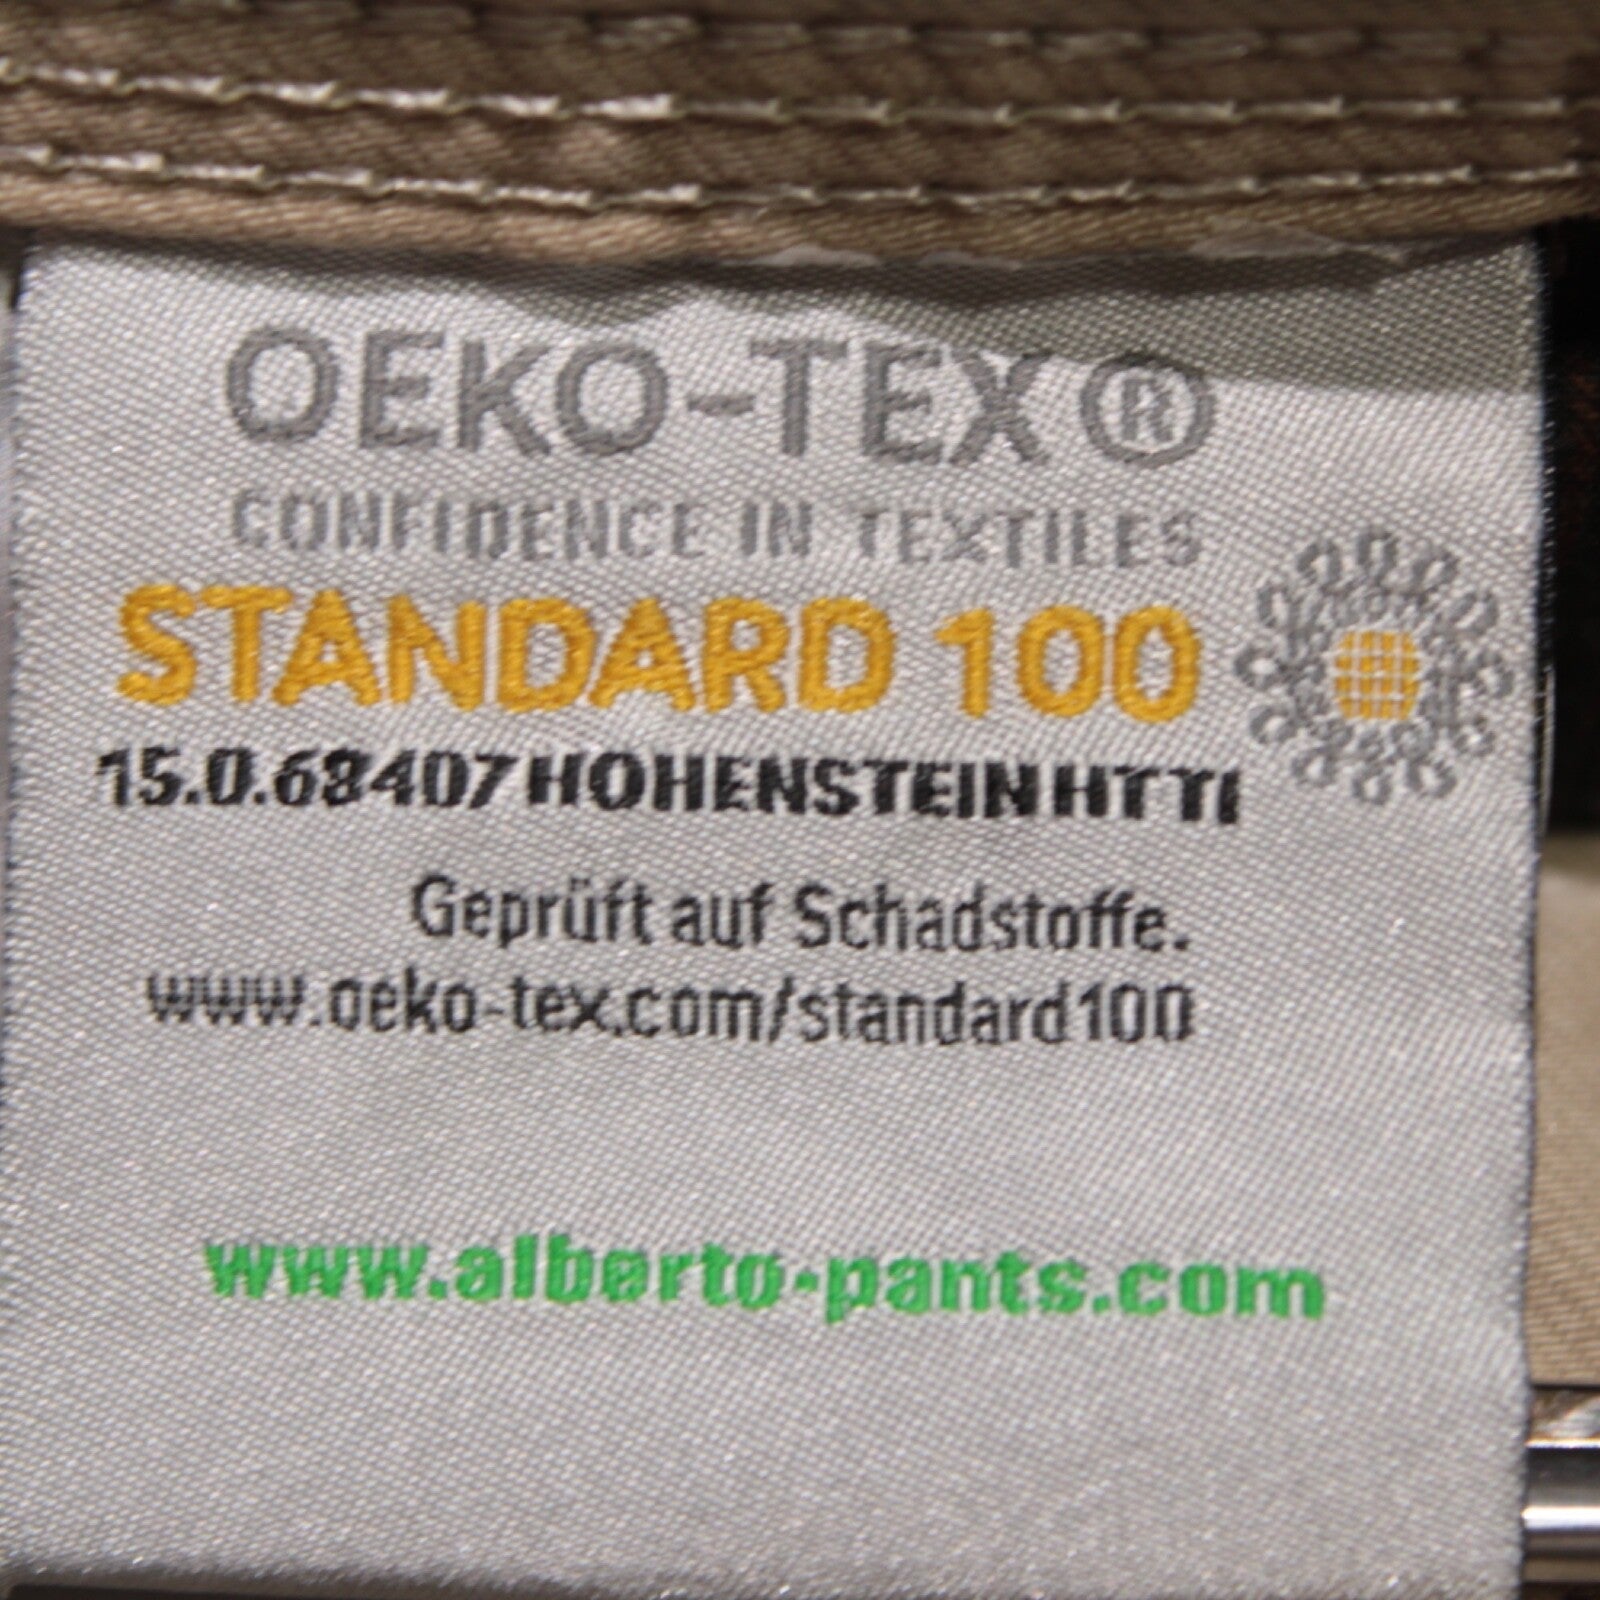 OEKO-TEX®
CONFIDENCE IN TEXTILES
STANDARD 100
15.0.68407 HOHENSTEIN HTTI
Geprüft auf Schadstoffe.
www.oeko-tex.com/standard100
www.alberto-pants.com